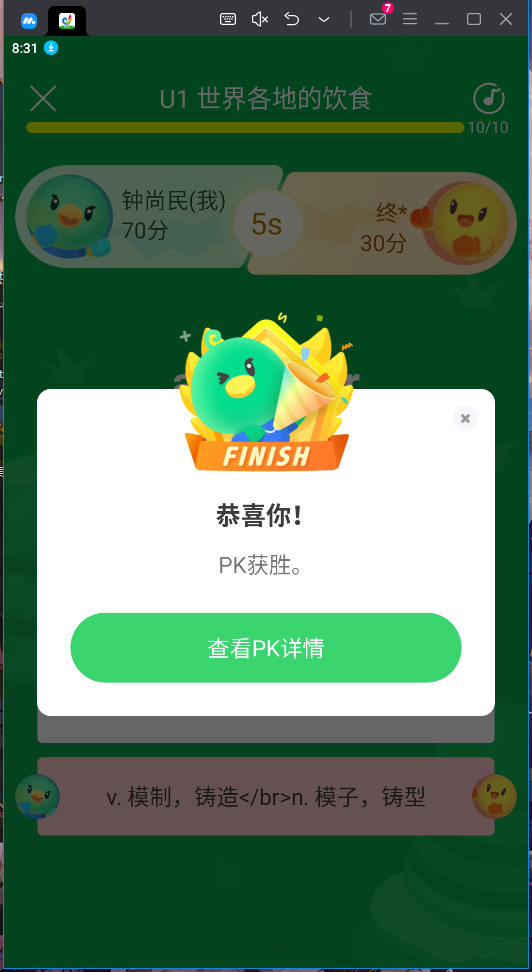 7
8:31
U1 世界各地的饮食
10/10
钟尚民(我)
70分
5s
终*
30分
FINISH
恭喜你！
PK获胜。
查看PK详情
v. 模制，铸造</br>n. 模子，铸型